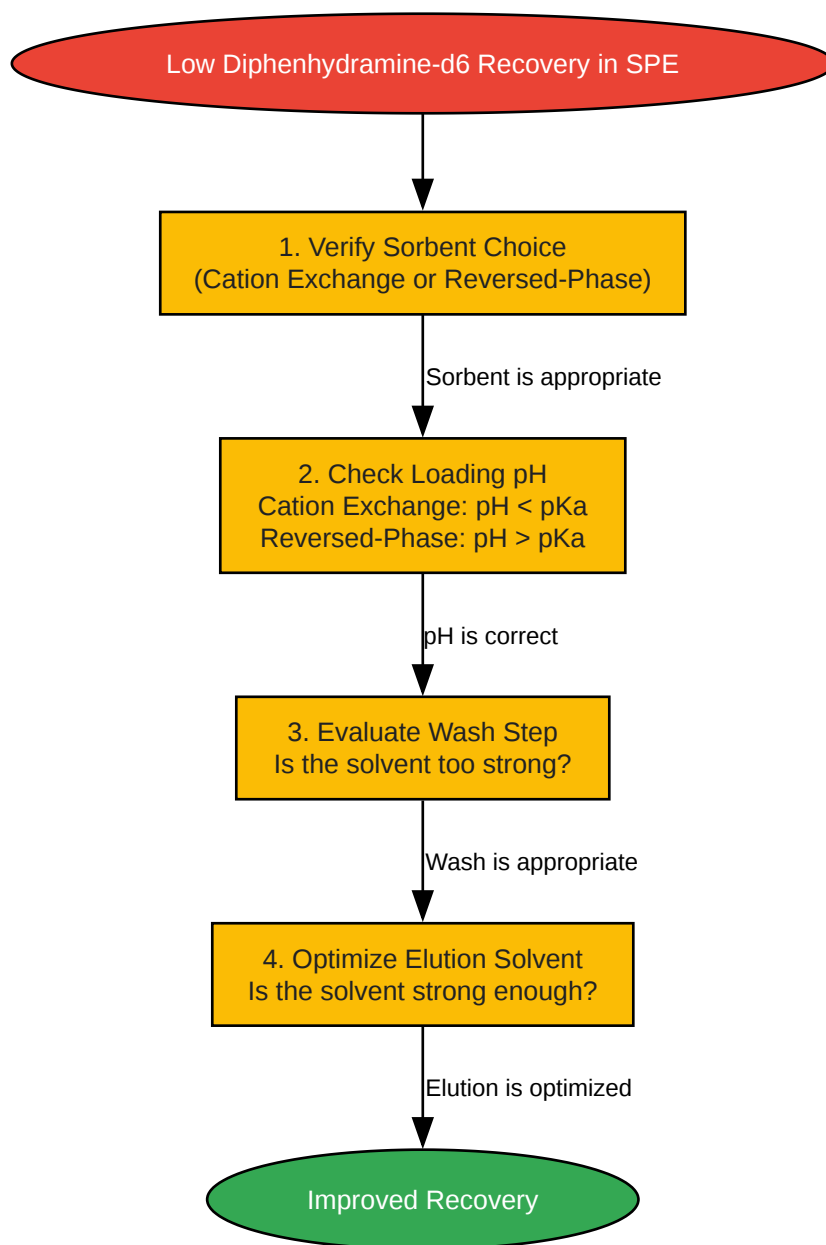 Low Diphenhydramine-d6 Recovery in SPE
1. Verify Sorbent Choice
(Cation Exchange or Reversed-Phase)
Sorbent is appropriate
2. Check Loading pH
Cation Exchange: pH < pKa
Reversed-Phase: pH > pKa
pH is correct
3. Evaluate Wash Step
Is the solvent too strong?
Wash is appropriate
4. Optimize Elution Solvent
Is the solvent strong enough?
Elution is optimized
Improved Recovery